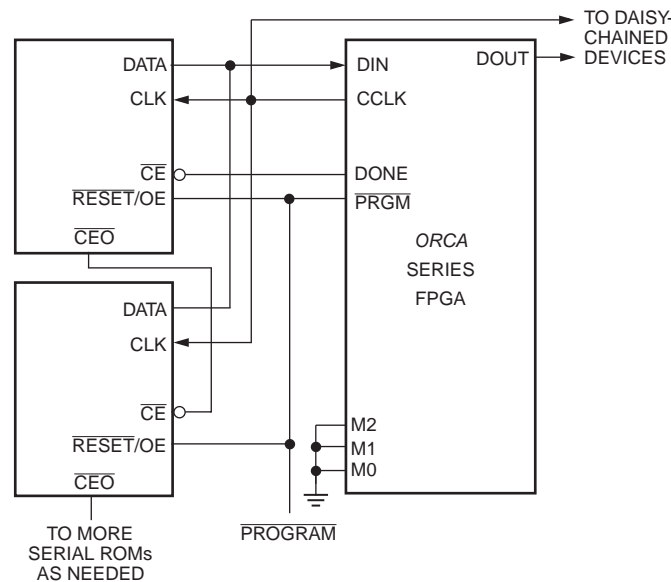 TO DAISY-
CHAINED
DEVICES
DATA
DIN
DOUT
CLK
CCLK
CE
DONE
RESET/OE
PRGM
CEO
ORCA
SERIES
FPGA
DATA
CLK
CE
RESET/OE
CEO
M2
M1
M0
TO MORE
SERIAL ROMs
AS NEEDED
PROGRAM